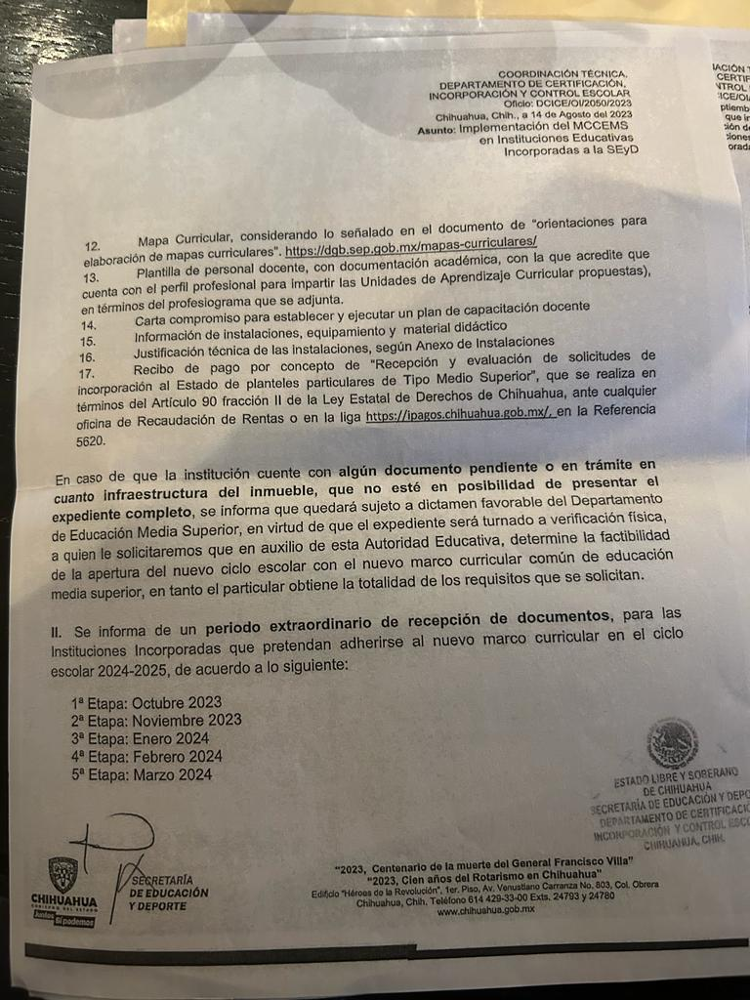 COORDINACIÓN TÉCNICA,
DEPARTAMENTO DE CERTIFICACIÓN,
INCORPORACIÓN Y CONTROL ESCOLAR
Oficio: DCICE/OI/2050/2023
Chihuahua, Chih., a 14 de Agosto del 2023
Asunto: Implementación del MCCEMS
en Instituciones Educativas
Incorporadas a la SEyD
12. Mapa Curricular, considerando lo señalado en el documento de "orientaciones para
elaboración de mapas curriculares". https://dgb.sep.gob.mx/mapas-curriculares/
13. Plantilla de personal docente, con documentación académica, con la que acredite que
cuenta con el perfil profesional para impartir las Unidades de Aprendizaje Curricular propuestas),
en términos del profesiograma que se adjunta.
14. Carta compromiso para establecer y ejecutar un plan de capacitación docente
15. Información de instalaciones, equipamiento y material didáctico
16. Justificación técnica de las instalaciones, según Anexo de Instalaciones
17. Recibo de pago por concepto de "Recepción y evaluación de solicitudes de
incorporación al Estado de planteles particulares de Tipo Medio Superior", que se realiza en
términos del Artículo 90 fracción II de la Ley Estatal de Derechos de Chihuahua, ante cualquier
oficina de Recaudación de Rentas o en la liga https://ipagos.chihuahua.gob.mx/, en la Referencia
5620.
En caso de que la institución cuente con algún documento pendiente o en trámite en
cuanto infraestructura del inmueble, que no esté en posibilidad de presentar el
expediente completo, se informa que quedará sujeto a dictamen favorable del Departamento
de Educación Media Superior, en virtud de que el expediente será turnado a verificación física,
a quien le solicitaremos que en auxilio de esta Autoridad Educativa, determine la factibilidad
de la apertura del nuevo ciclo escolar con el nuevo marco curricular común de educación
media superior, en tanto el particular obtiene la totalidad de los requisitos que se solicitan.
II. Se informa de un periodo extraordinario de recepción de documentos, para las
Instituciones Incorporadas que pretendan adherirse al nuevo marco curricular en el ciclo
escolar 2024-2025, de acuerdo a lo siguiente:
1ª Etapa: Octubre 2023
2ª Etapa: Noviembre 2023
3ª Etapa: Enero 2024
4ª Etapa: Febrero 2024
5ª Etapa: Marzo 2024
ESTADO LIBRE Y SOBERANO
DE CHIHUAHUA
SECRETARÍA DE EDUCACIÓN Y DEPO
DEPARTAMENTO DE CERTIFICACIÓ
INCORPORACIÓN Y CONTROL ESCO
CHIHUAHUA, CHIH.
CHIHUAHUA
GOBIERNO DEL ESTADO
Juntos Sí podemos
SECRETARÍA
DE EDUCACIÓN
Y DEPORTE
"2023, Centenario de la muerte del General Francisco Villa"
"2023, Cien años del Rotarismo en Chihuahua"
Edificio "Héroes de la Revolución", 1er. Piso, Av. Venustiano Carranza No. 803, Col. Obrera
Chihuahua, Chih. Teléfono 614 429-33-00 Exts. 24793 y 24780
www.chihuahua.gob.mx